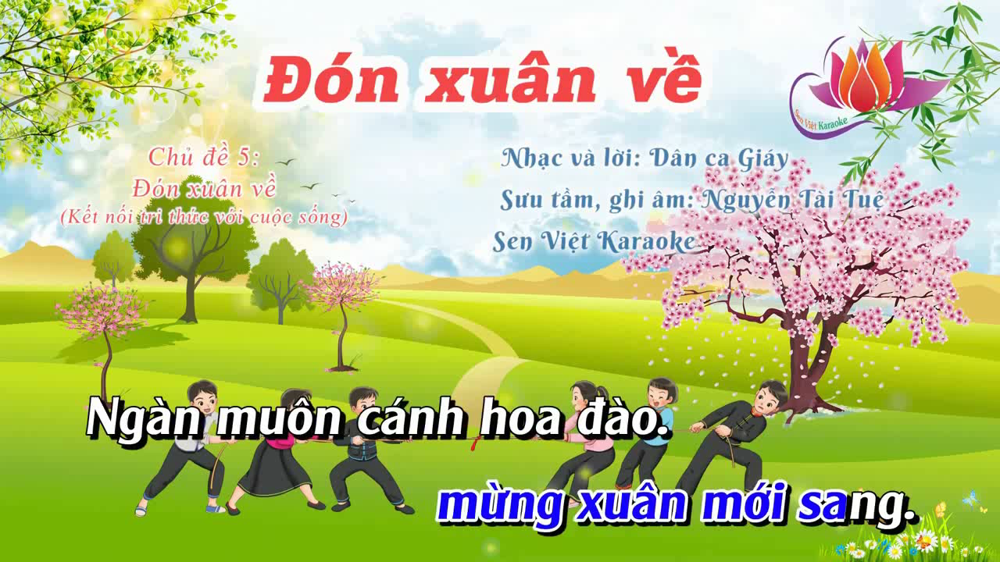 Đón xuân về
Sen Việt Karaoke
Chủ đề 5:
Đón xuân về
(Kết nối tri thức với cuộc sống)
Nhạc và lời: Dân ca Giáy
Sưu tầm, ghi âm: Nguyễn Tài Tuệ
Sen Việt Karaoke
Ngàn muôn cánh hoa đào.
mừng xuân mới sang.